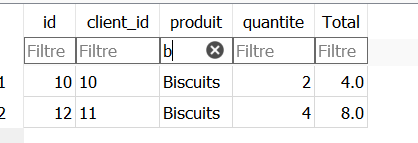 id client_id produit quantite Total
Filtre Filtre b Filtre Filtre
1 10 10 Biscuits 2 4.0
2 12 11 Biscuits 4 8.0